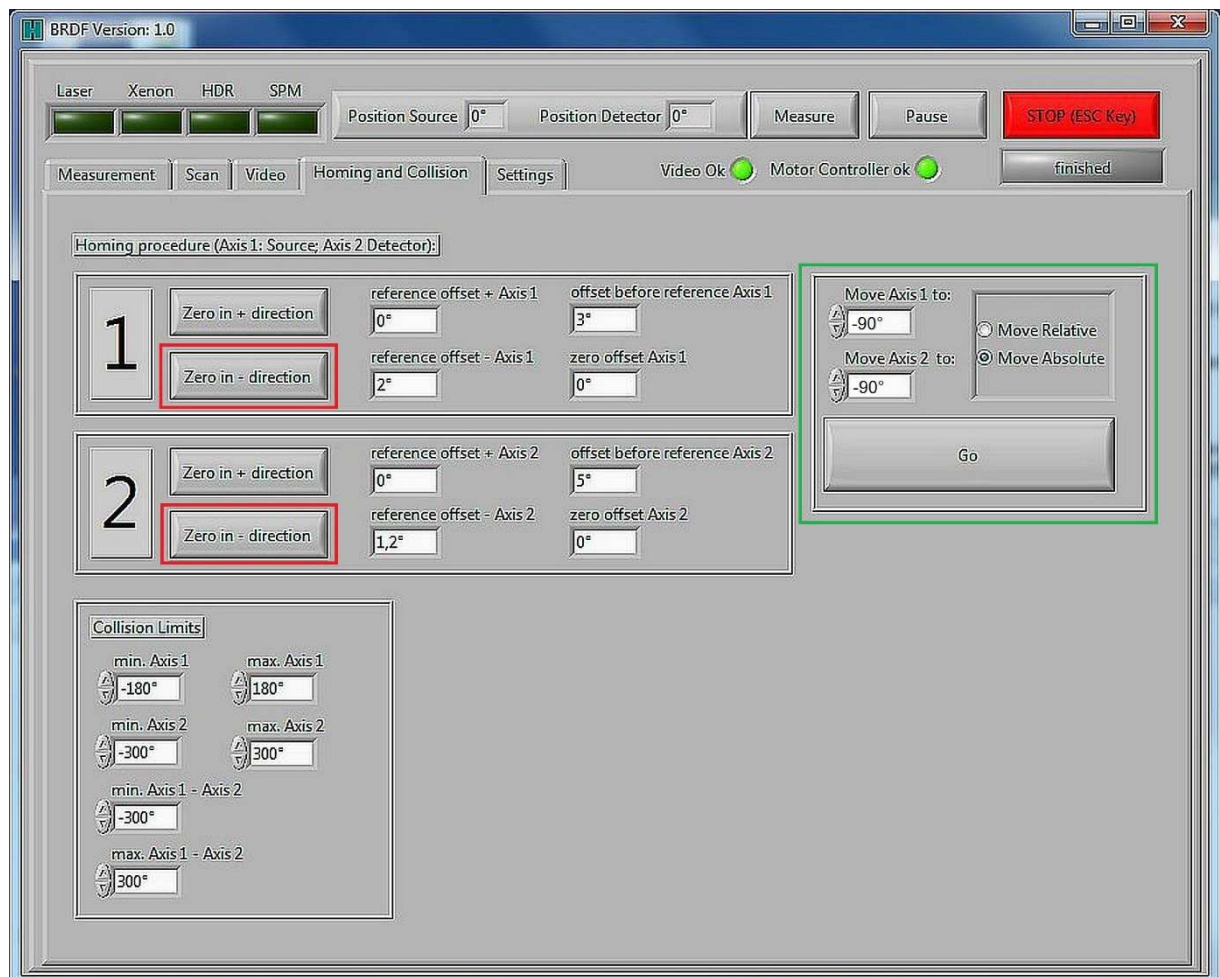 BRDF Version: 1.0
Laser Xenon HDR SPM
Position Source 0° Position Detector 0° Measure Pause STOP (ESC Key)
Measurement Scan Video Homing and Collision Settings Video Ok Motor Controller ok finished
Homing procedure (Axis 1: Source; Axis 2 Detector):
1
Zero in + direction
Zero in - direction
reference offset + Axis 1
0°
reference offset - Axis 1
2°
offset before reference Axis 1
3°
zero offset Axis 1
0°
Move Axis 1 to:
-90°
Move Axis 2 to:
-90°
Move Relative
Move Absolute
Go
2
Zero in + direction
Zero in - direction
reference offset + Axis 2
0°
reference offset - Axis 2
1,2°
offset before reference Axis 2
5°
zero offset Axis 2
0°
Collision Limits
min. Axis 1 max. Axis 1
-180° 180°
min. Axis 2 max. Axis 2
-300° 300°
min. Axis 1 - Axis 2
-300°
max. Axis 1 - Axis 2
300°